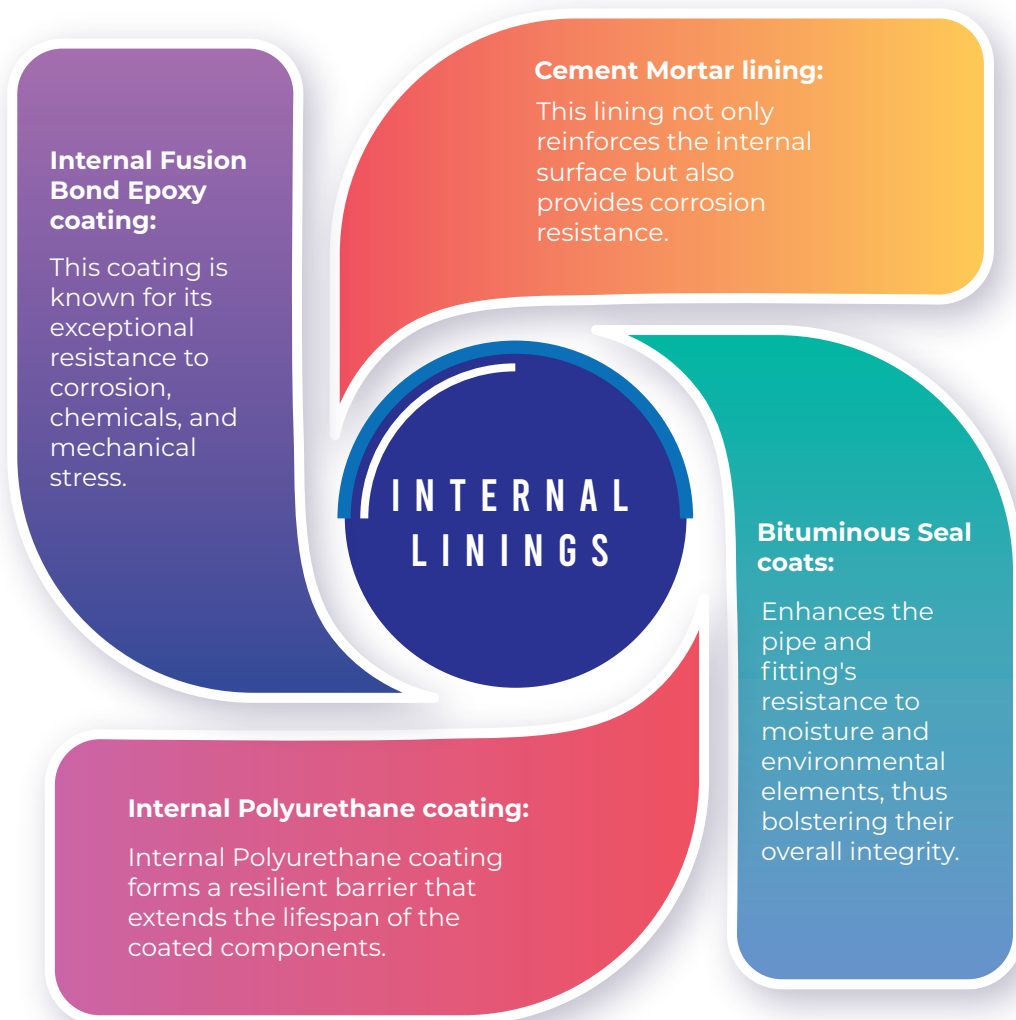 Cement Mortar lining:
This lining not only
reinforces the internal
surface but also
provides corrosion
resistance.
Internal Fusion
Bond Epoxy
coating:
This coating is
known for its
exceptional
resistance to
corrosion,
chemicals, and
mechanical
stress.
INTERNAL
LININGS
Bituminous Seal
coats:
Enhances the
pipe and
fitting's
resistance to
moisture and
environmental
elements, thus
bolstering their
overall integrity.
Internal Polyurethane coating:
Internal Polyurethane coating
forms a resilient barrier that
extends the lifespan of the
coated components.